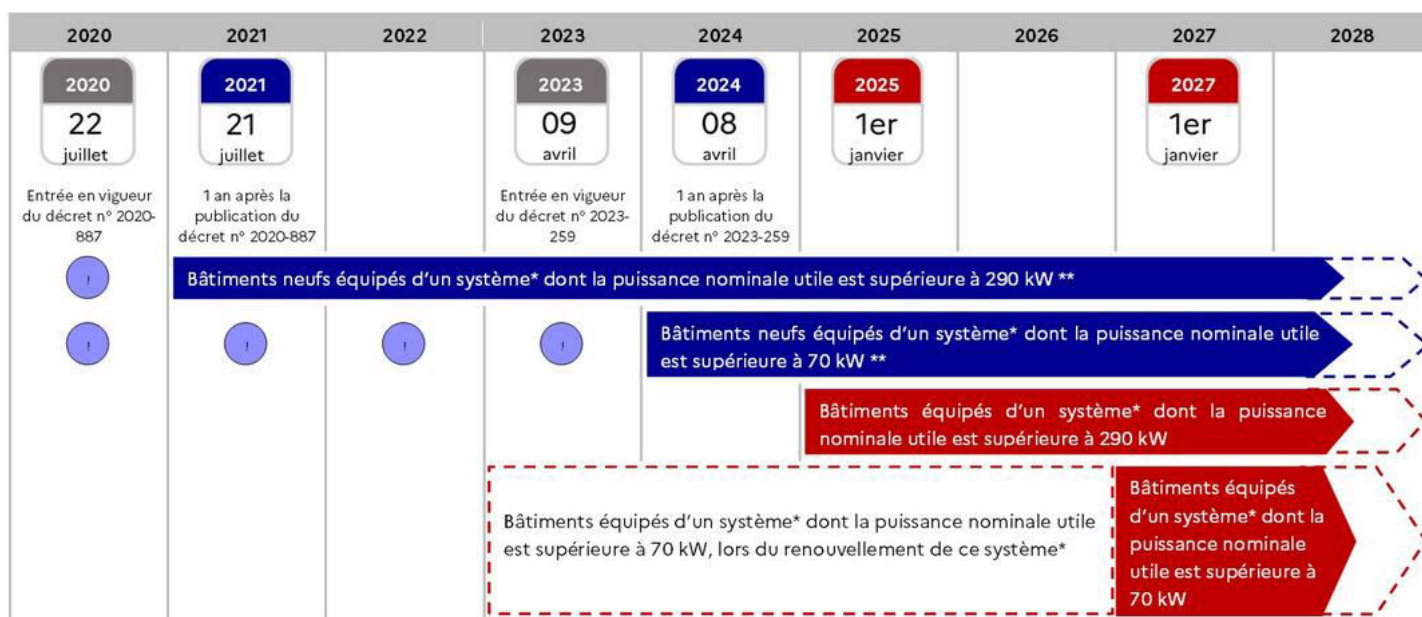 2020 2021 2022 2023 2024 2025 2026 2027 2028
2020
22
juillet
2021
21
juillet
2023
09
avril
2024
08
avril
2025
1er
janvier
2027
1er
janvier
Entrée en vigueur
du décret n° 2020-
887
1 an après la
publication du
décret n° 2020-887
Entrée en vigueur
du décret n° 2023-
259
1 an après la
publication du
décret n° 2023-259
!
Bâtiments neufs équipés d'un système* dont la puissance nominale utile est supérieure à 290 kW **
! ! ! !
Bâtiments neufs équipés d'un système* dont la puissance nominale utile
est supérieure à 70 kW **
Bâtiments équipés d'un système* dont la puissance
nominale utile est supérieure à 290 kW
Bâtiments équipés d'un système* dont la puissance nominale utile
est supérieure à 70 kW, lors du renouvellement de ce système*
Bâtiments équipés
d'un système* dont la
puissance nominale
utile est supérieure à
70 kW